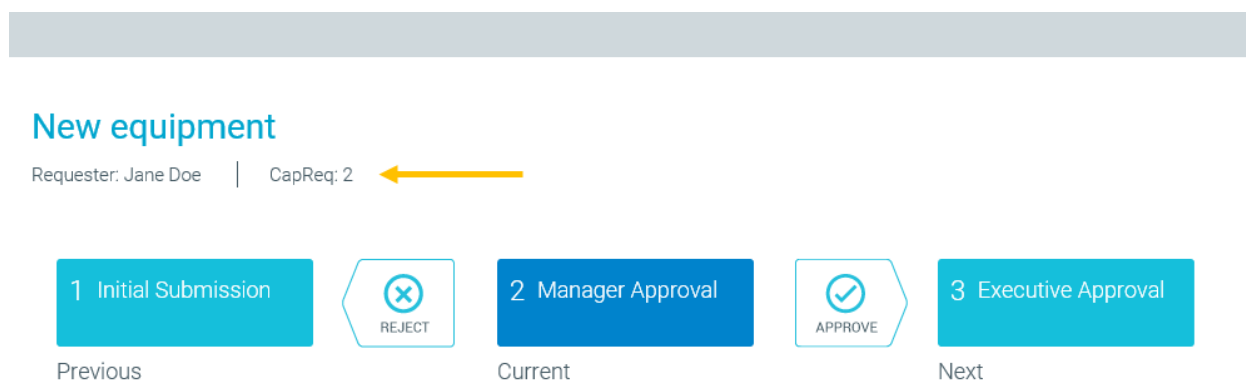 New equipment
Requester: Jane Doe CapReq: 2
1 Initial Submission
REJECT
2 Manager Approval
APPROVE
3 Executive Approval
Previous
Current
Next